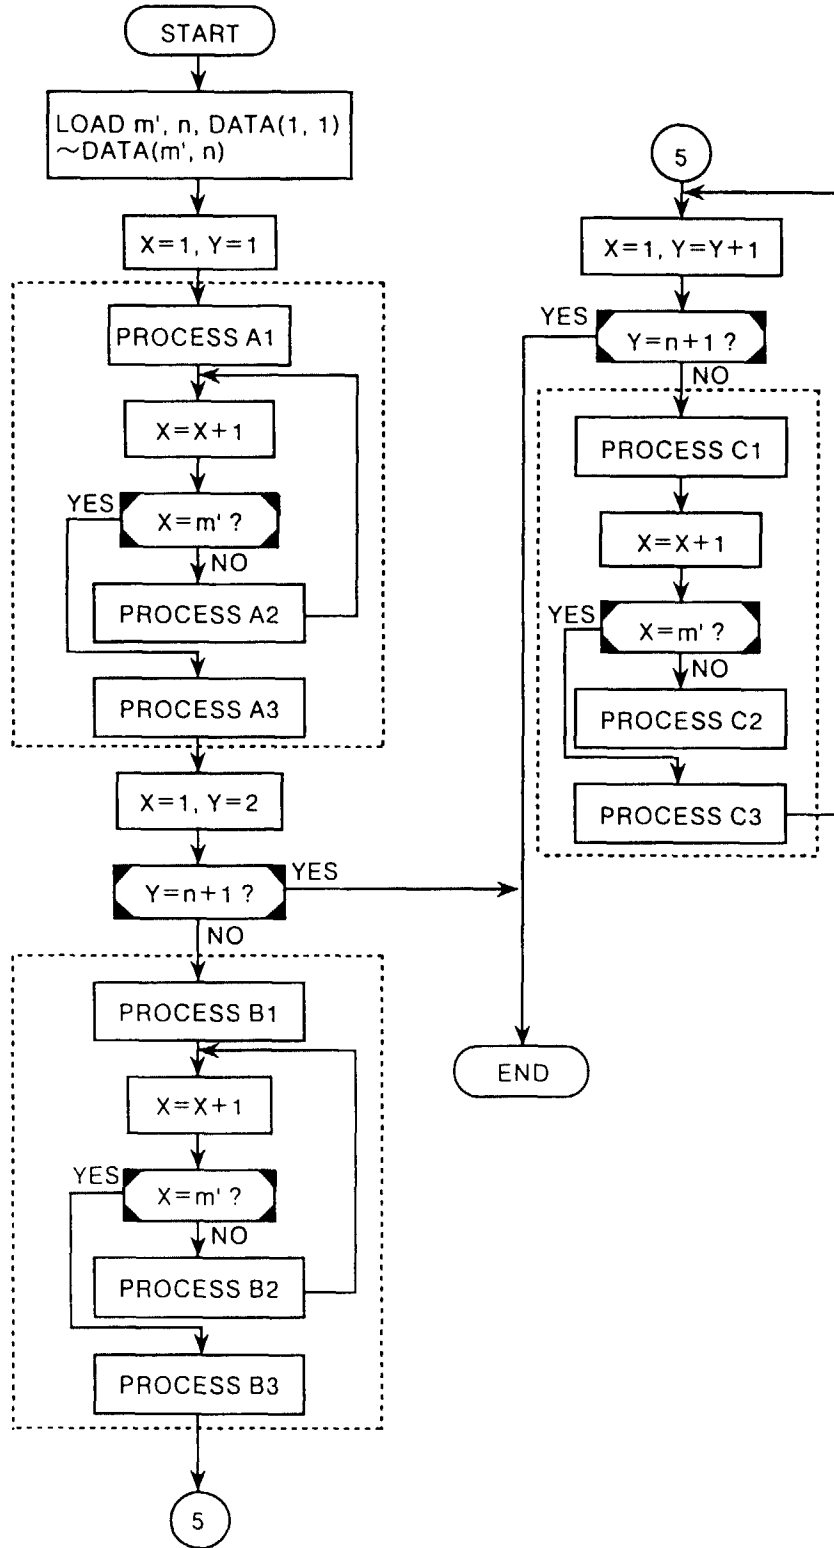 START
LOAD m', n, DATA(1, 1)
~DATA(m', n)
X=1, Y=1
PROCESS A1
X=X+1
YES
X=m' ?
NO
PROCESS A2
PROCESS A3
X=1, Y=2
Y=n+1 ?
YES
NO
PROCESS B1
X=X+1
YES
X=m' ?
NO
PROCESS B2
PROCESS B3
5
5
X=1, Y=Y+1
YES
Y=n+1 ?
NO
PROCESS C1
X=X+1
YES
X=m' ?
NO
PROCESS C2
PROCESS C3
END